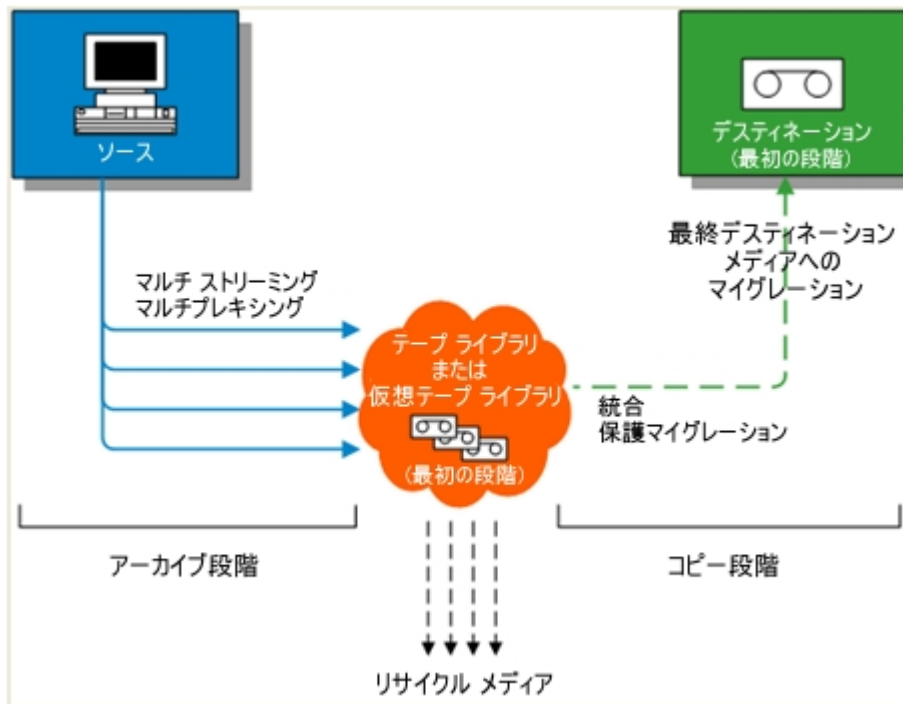 ソース
デスティネーション
(最初の段階)
最終デスティネーション
メディアへの
マイグレーション
マルチ ストリーミング
マルチプレキシング
テープ ライブラリ
または
仮想テープ ライブラリ
(最初の段階)
統合
保護マイグレーション
アーカイブ段階
コピー段階
リサイクル メディア